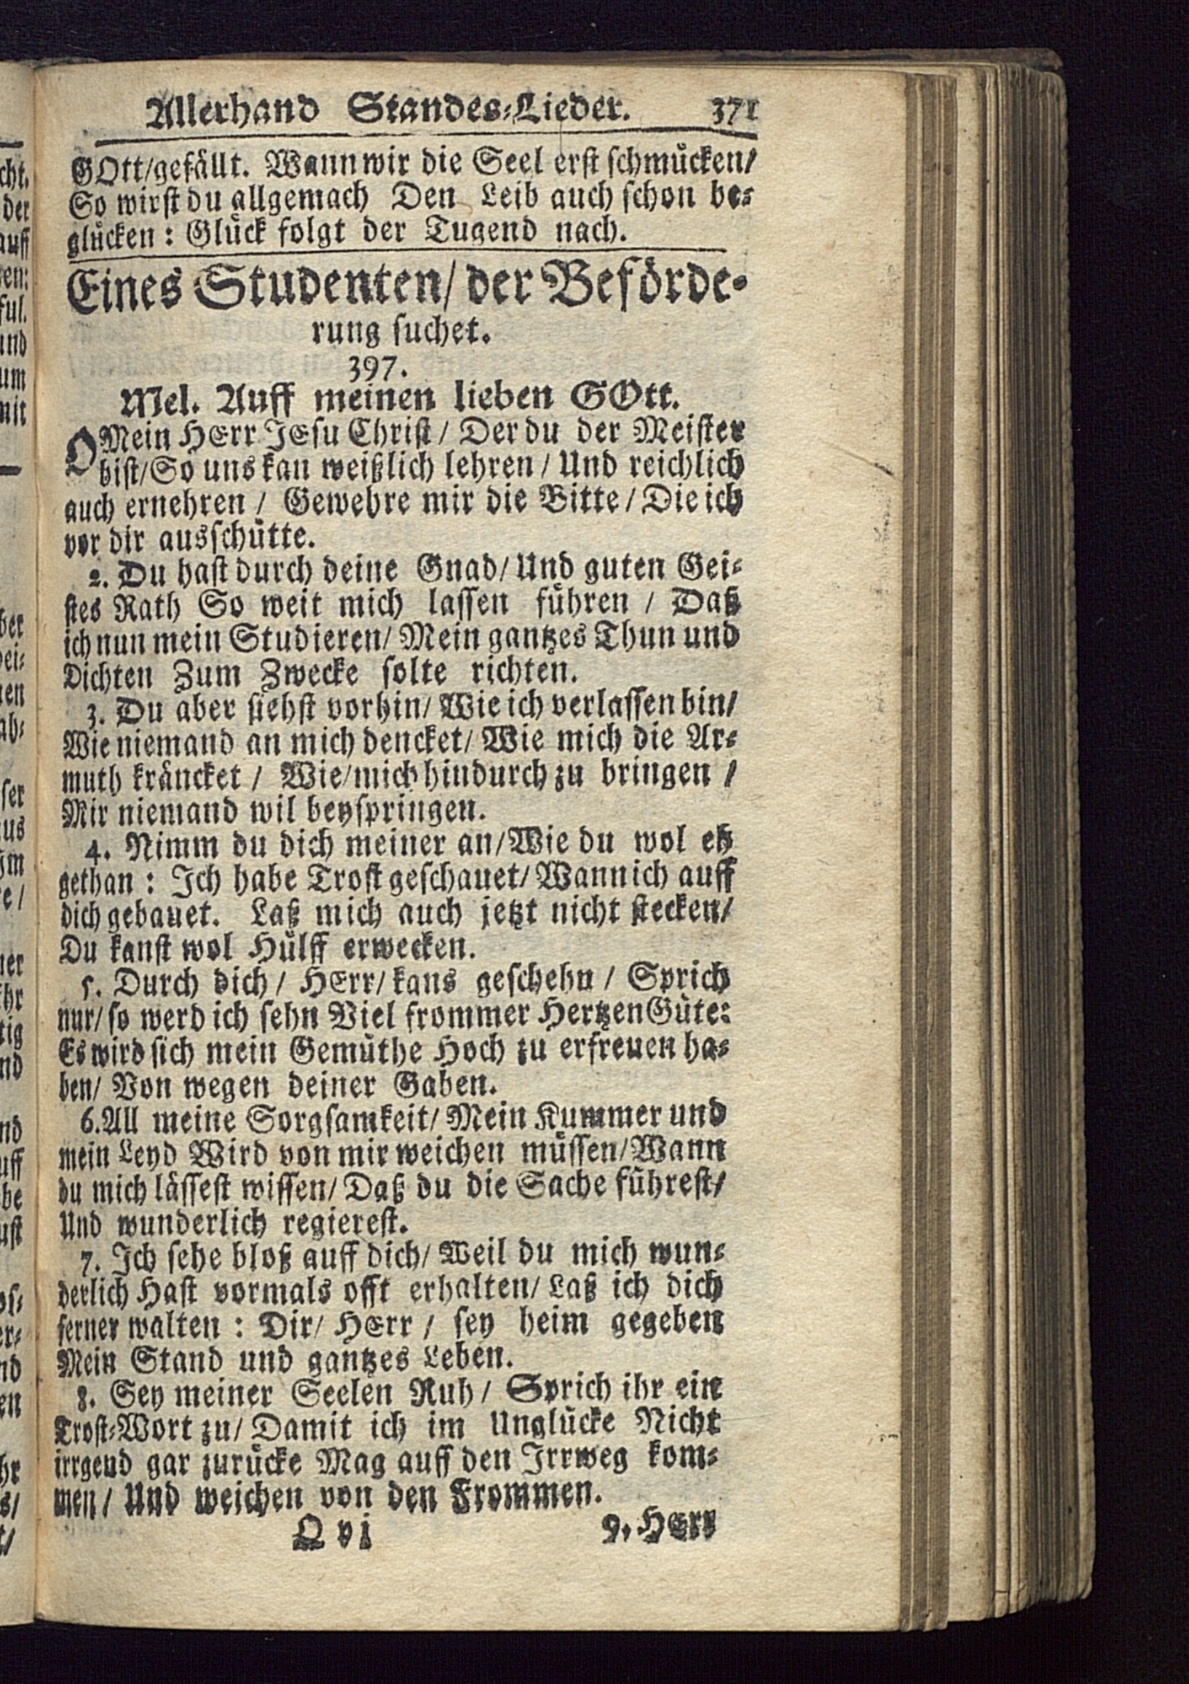 Allerhand Standes-Lieder. 371
GOtt/gefällt. Wann wir die Seel erst schmücken/
So wirst du allgemach Den Leib auch schon be-
glücken: Glück folgt der Tugend nach.
Eines Studenten/ der Beförde-
rung suchet.
397.
Mel. Auff meinen lieben GOtt.
O Mein HErr JEsu Christ/ Der du der Meister
bist/So uns kan weißlich lehren/ Und reichlich
auch ernehren/ Gewehre mir die Bitte/ Die ich
vor dir ausschütte.
2. Du hast durch deine Gnad/ Und guten Gei-
stes Rath So weit mich lassen führen/ Daß
ich nun mein Studieren/ Mein gantzes Thun und
Dichten Zum Zwecke solte richten.
3. Du aber siehst vorhin/ Wie ich verlassen bin/
Wie niemand an mich dencket/ Wie mich die Ar-
muth kräncket/ Wie/mich hindurch zu bringen/
Mir niemand wil beyspringen.
4. Nimm du dich meiner an/Wie du wol eh
gethan: Ich habe Trost geschauet/ Wann ich auff
dich gebauet. Laß mich auch jetzt nicht stecken/
Du kanst wol Hülff erwecken.
5. Durch dich/ HErr/ kans geschehn/ Sprich
nur/ so werd ich sehn Viel frommer Hertzen Güte:
Es wird sich mein Gemüthe Hoch zu erfreuen ha-
ben/ Von wegen deiner Gaben.
6. All meine Sorgsamkeit/ Mein Kummer und
mein Leyd Wird von mir weichen müssen/Wann
du mich lässest wissen/ Daß du die Sache führest/
Und wunderlich regierest.
7. Ich sehe bloß auff dich/ Weil du mich wun-
derlich Hast vormals offt erhalten/ Laß ich dich
ferner walten: Dir/ HErr/ sey heim gegeben
Mein Stand und gantzes Leben.
8. Sey meiner Seelen Ruh/ Sprich ihr ein
Trost-Wort zu/ Damit ich im Unglücke Nicht
irrgend gar zurücke Mag auff den Irrweg kom-
men/ Und weichen von den Frommen.
Q vi 9. HErr